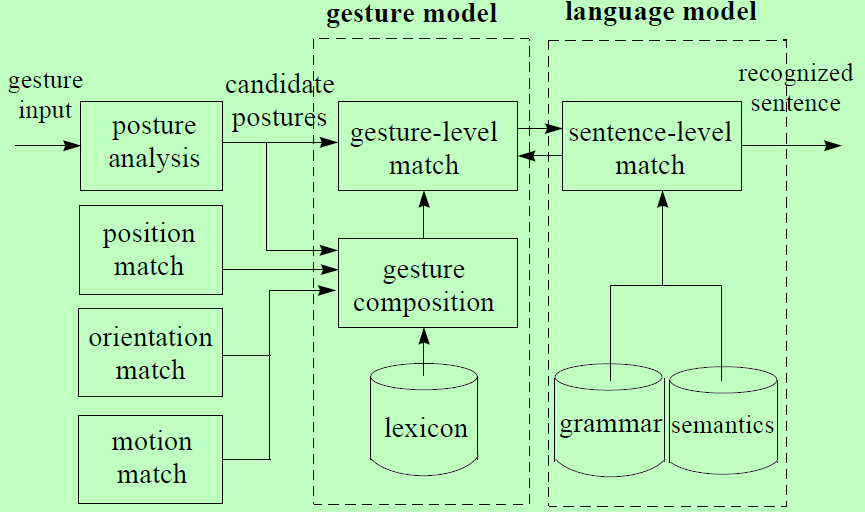 gesture model
language model
gesture
input
candidate
postures
recognized
sentence
posture
analysis
gesture-level
match
sentence-level
match
position
match
gesture
composition
orientation
match
motion
match
lexicon
grammar
semantics